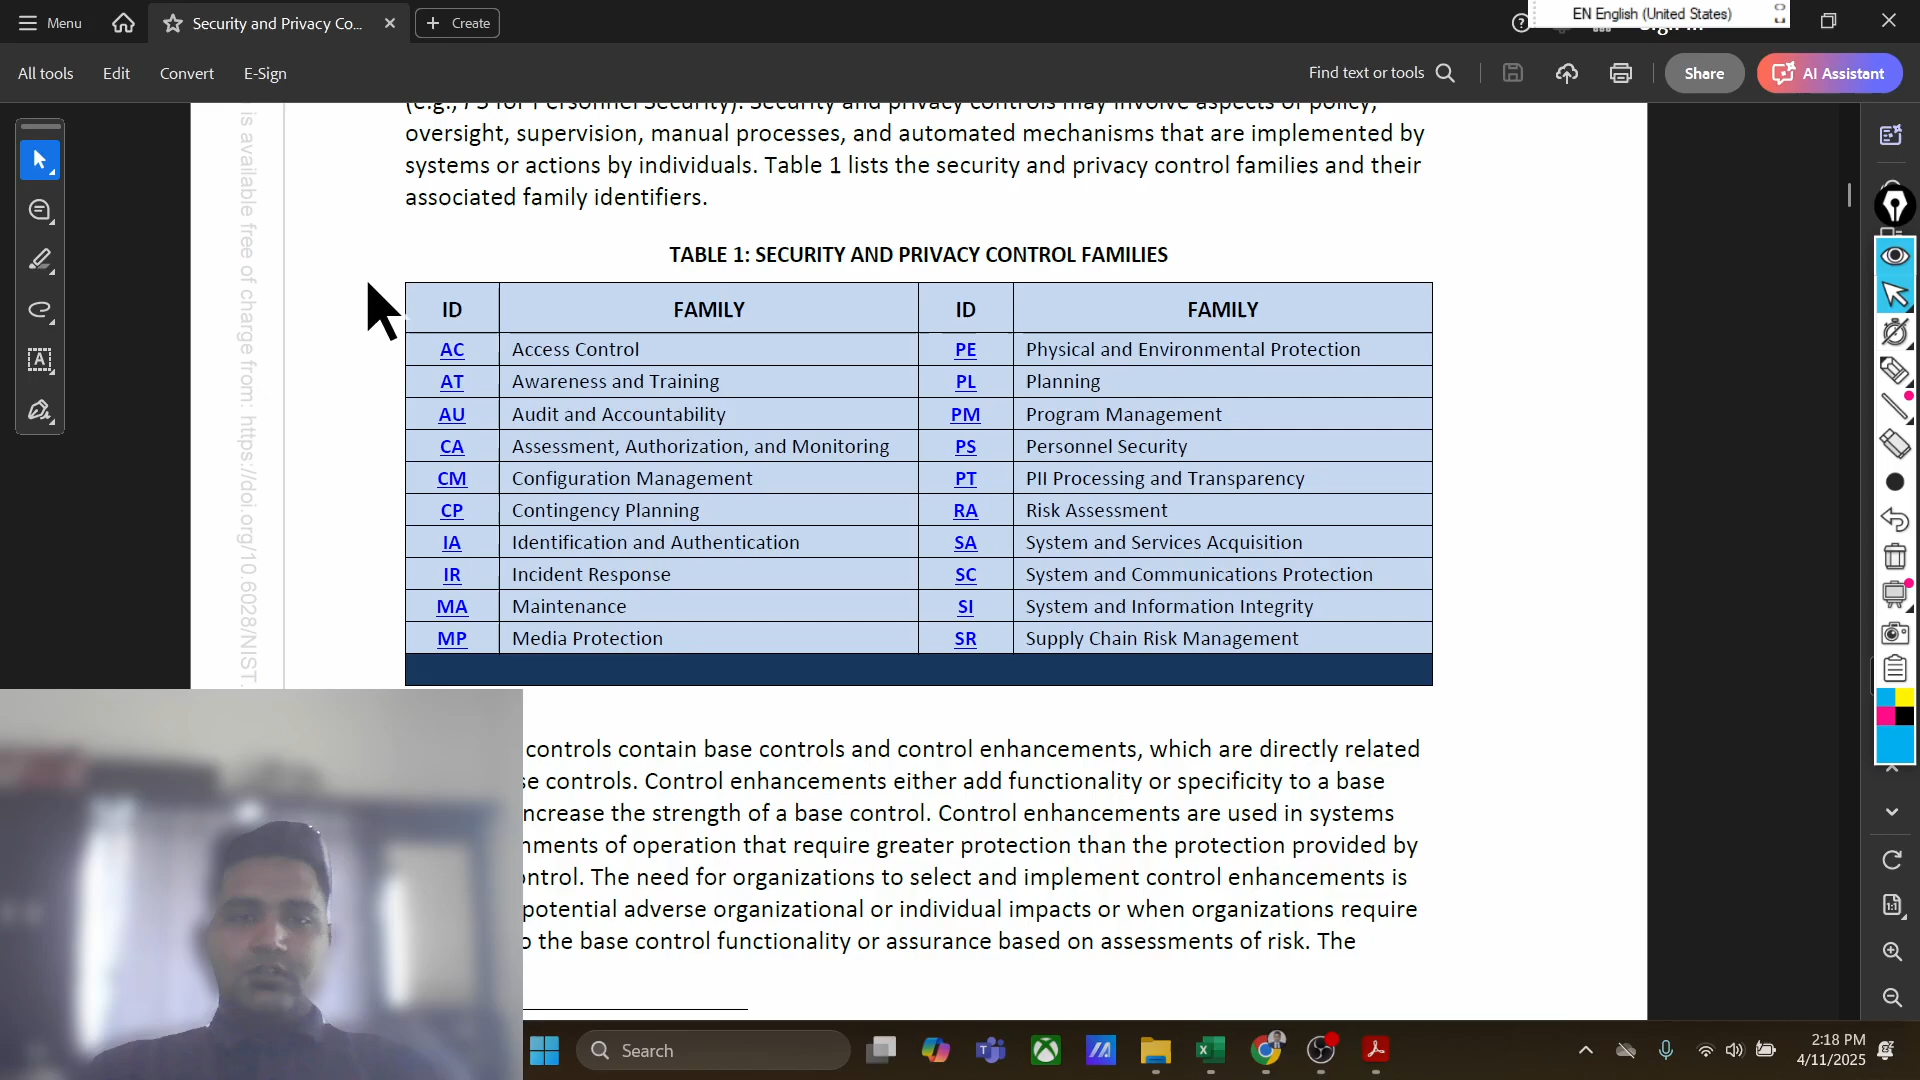 Menu
Security and Privacy Co...
Create
EN English (United States)
All tools
Edit
Convert
E-Sign
Find text or tools
Share
AI Assistant
oversight, supervision, manual processes, and automated mechanisms that are implemented by
systems or actions by individuals. Table 1 lists the security and privacy control families and their
associated family identifiers.
is available free of charge from: https://doi.org/10.6028/NIST.
TABLE 1: SECURITY AND PRIVACY CONTROL FAMILIES
ID FAMILY ID FAMILY
AC Access Control PE Physical and Environmental Protection
AT Awareness and Training PL Planning
AU Audit and Accountability PM Program Management
CA Assessment, Authorization, and Monitoring PS Personnel Security
CM Configuration Management PT PII Processing and Transparency
CP Contingency Planning RA Risk Assessment
IA Identification and Authentication SA System and Services Acquisition
IR Incident Response SC System and Communications Protection
MA Maintenance SI System and Information Integrity
MP Media Protection SR Supply Chain Risk Management
controls contain base controls and control enhancements, which are directly related
controls. Control enhancements either add functionality or specificity to a base
increase the strength of a base control. Control enhancements are used in systems
of operation that require greater protection than the protection provided by
The need for organizations to select and implement control enhancements is
potential adverse organizational or individual impacts or when organizations require
the base control functionality or assurance based on assessments of risk. The
Search
2:18 PM
4/11/2025